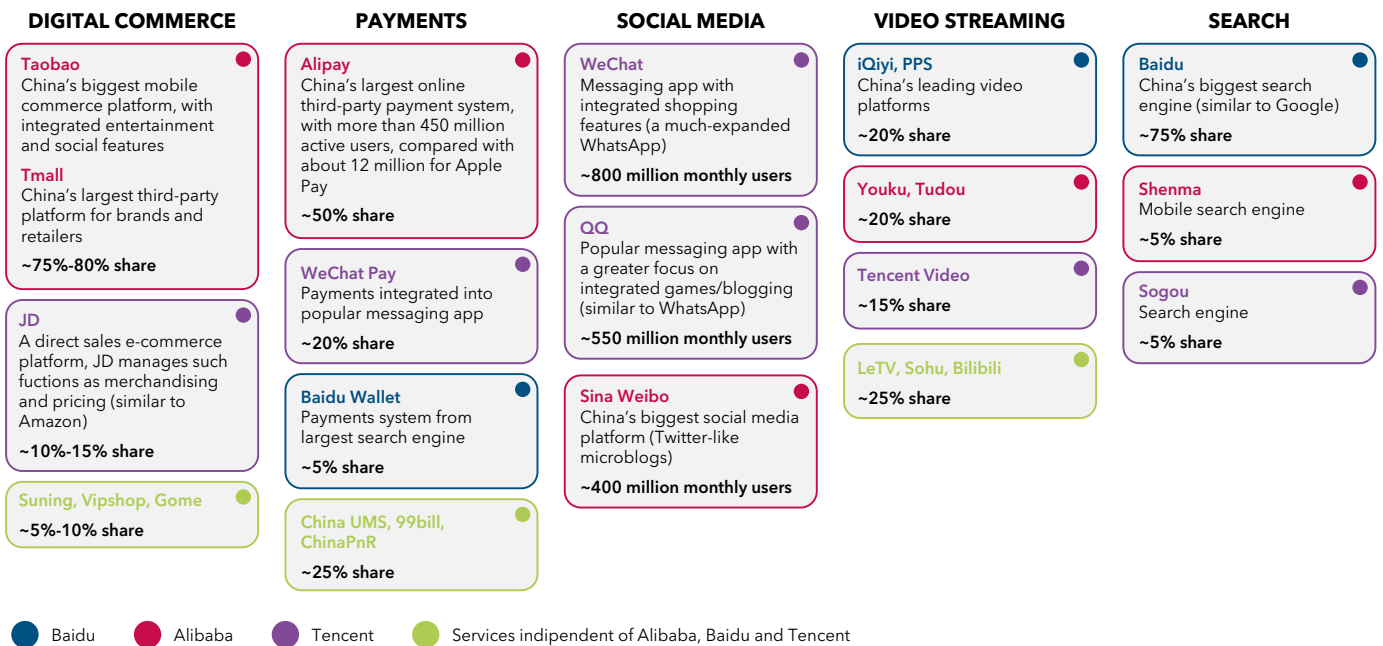 DIGITAL COMMERCE
Taobao
China's biggest mobile
commerce platform, with
integrated entertainment
and social features
Tmall
China's largest third-party
platform for brands and
retailers
~75%-80% share
JD
A direct sales e-commerce
platform, JD manages such
fuctions as merchandising
and pricing (similar to
Amazon)
~10%-15% share
Suning, Vipshop, Gome
~5%-10% share
PAYMENTS
Alipay
China's largest online
third-party payment system,
with more than 450 million
active users, compared with
about 12 million for Apple
Pay
~50% share
WeChat Pay
Payments integrated into
popular messaging app
~20% share
Baidu Wallet
Payments system from
largest search engine
~5% share
China UMS, 99bill,
ChinaPnR
~25% share
SOCIAL MEDIA
WeChat
Messaging app with
integrated shopping
features (a much-expanded
WhatsApp)
~800 million monthly users
QQ
Popular messaging app with
a greater focus on
integrated games/blogging
(similar to WhatsApp)
~550 million monthly users
Sina Weibo
China's biggest social media
platform (Twitter-like
microblogs)
~400 million monthly users
VIDEO STREAMING
iQiyi, PPS
China's leading video
platforms
~20% share
Youku, Tudou
~20% share
Tencent Video
~15% share
LeTV, Sohu, Bilibili
~25% share
SEARCH
Baidu
China's biggest search
engine (similar to Google)
~75% share
Shenma
Mobile search engine
~5% share
Sogou
Search engine
~5% share
Baidu
Alibaba
Tencent
Services indipendent of Alibaba, Baidu and Tencent